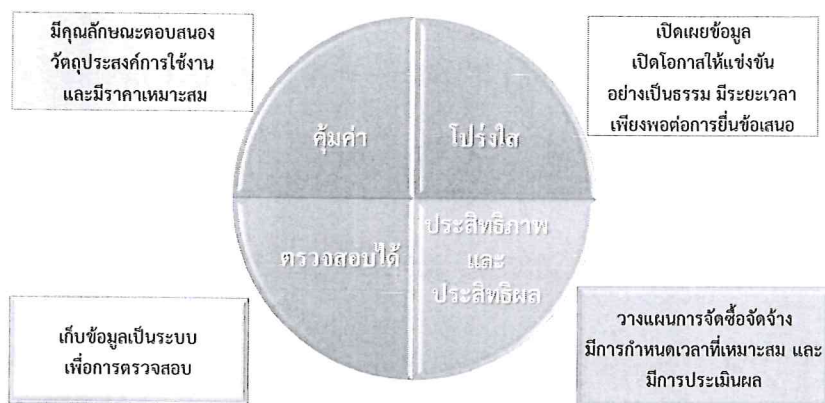 มีคุณลักษณะตอบสนอง
วัตถุประสงค์การใช้งาน
และมีราคาเหมาะสม
เปิดเผยข้อมูล
เปิดโอกาสให้แข่งขัน
อย่างเป็นธรรม มีระยะเวลา
เพียงพอต่อการยื่นข้อเสนอ
คุ้มค่า
โปร่งใส
ตรวจสอบได้
ประสิทธิภาพ
และ
ประสิทธิผล
เก็บข้อมูลเป็นระบบ
เพื่อการตรวจสอบ
วางแผนการจัดซื้อจัดจ้าง
มีการกำหนดเวลาที่เหมาะสม และ
มีการประเมินผล